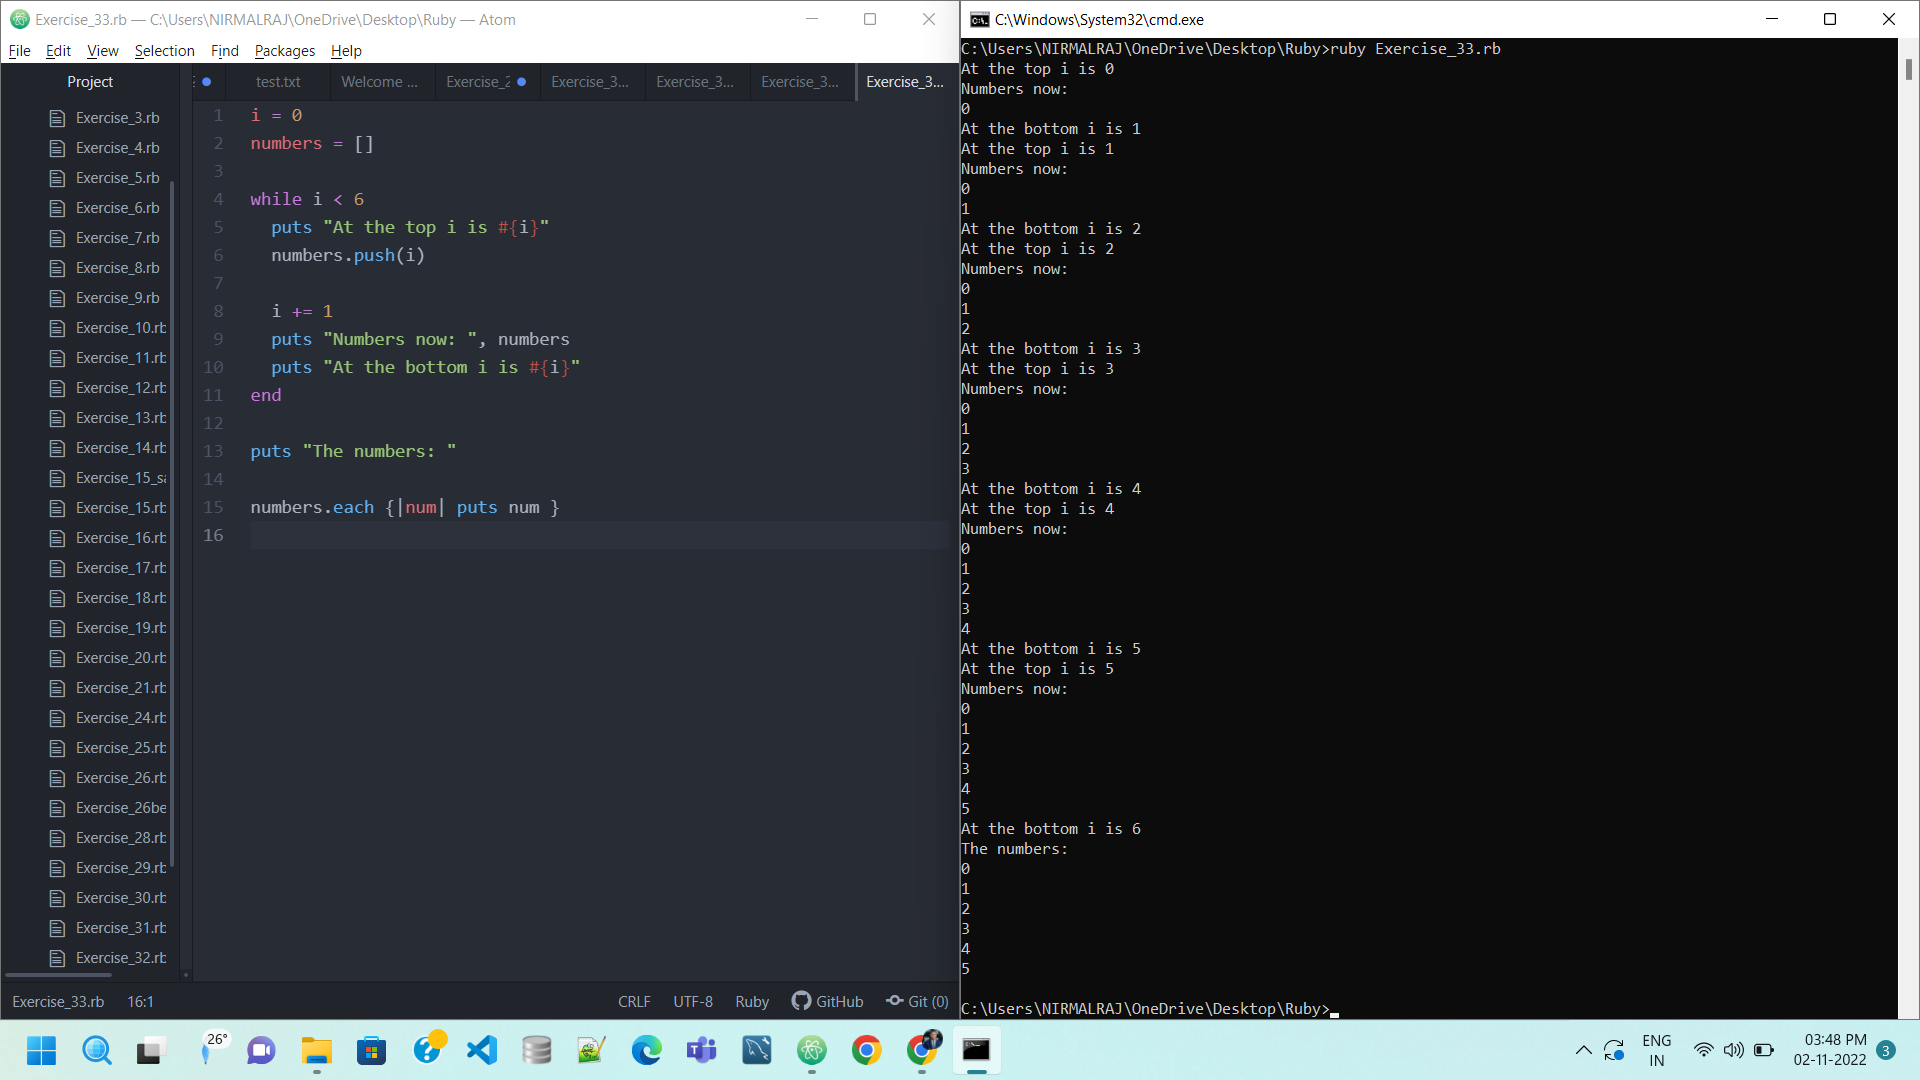 Exercise_33.rb — C:\Users\NIRMALRAJ\OneDrive\Desktop\Ruby — Atom
File Edit View Selection Find Packages Help
Project
test.txt
Welcome ...
Exercise_2
Exercise_3...
Exercise_3...
Exercise_3...
Exercise_3...
Exercise_3.rb
Exercise_4.rb
Exercise_5.rb
Exercise_6.rb
Exercise_7.rb
Exercise_8.rb
Exercise_9.rb
Exercise_10.rb
Exercise_11.rb
Exercise_12.rb
Exercise_13.rb
Exercise_14.rb
Exercise_15_sa
Exercise_15.rb
Exercise_16.rb
Exercise_17.rb
Exercise_18.rb
Exercise_19.rb
Exercise_20.rb
Exercise_21.rb
Exercise_24.rb
Exercise_25.rb
Exercise_26.rb
Exercise_26be
Exercise_28.rb
Exercise_29.rb
Exercise_30.rb
Exercise_31.rb
Exercise_32.rb
1 i = 0
2 numbers = []
3
4 while i < 6
5   puts "At the top i is #{i}"
6   numbers.push(i)
7
8   i += 1
9   puts "Numbers now: ", numbers
10   puts "At the bottom i is #{i}"
11 end
12
13 puts "The numbers: "
14
15 numbers.each {|num| puts num }
16
Exercise_33.rb 16:1 CRLF UTF-8 Ruby GitHub Git (0)
C:\Windows\System32\cmd.exe
C:\Users\NIRMALRAJ\OneDrive\Desktop\Ruby>ruby Exercise_33.rb
At the top i is 0
Numbers now:
0
At the bottom i is 1
At the top i is 1
Numbers now:
0
1
At the bottom i is 2
At the top i is 2
Numbers now:
0
1
2
At the bottom i is 3
At the top i is 3
Numbers now:
0
1
2
3
At the bottom i is 4
At the top i is 4
Numbers now:
0
1
2
3
4
At the bottom i is 5
At the top i is 5
Numbers now:
0
1
2
3
4
5
At the bottom i is 6
The numbers:
0
1
2
3
4
5
C:\Users\NIRMALRAJ\OneDrive\Desktop\Ruby>
26°
ENG
IN
03:48 PM
02-11-2022
3